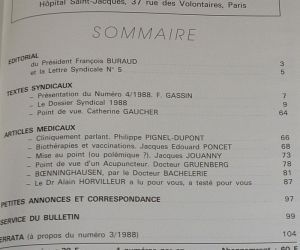 Hôpital Saint-Jacques, 37 rue des Volontaires, Paris
SOMMAIRE
EDITORIAL
du Président François BURAUD 3
et la Lettre Syndicale N° 5 5
TEXTES SYNDICAUX
– Présentation du Numéro 4/1988. F. GASSIN 7
– Le Dossier Syndical 1988 9
– Point de vue. Catherine GAUCHER 64
ARTICLES MEDICAUX
– Cliniquement parlant. Philippe PIGNEL-DUPONT 66
– Biothérapies et vaccinations. Jacques Edouard PONCET 68
– Mise au point (ou polémique ?). Jacques JOUANNY 73
– Point de vue d'un Acupuncteur. Docteur GRUENBERG 78
– BŒNNINGHAUSEN, par le Docteur BACHELERIE 81
– Le Dr Alain HORVILLEUR a lu pour vous, a testé pour vous 87
PETITES ANNONCES ET CORRESPONDANCE 97
SERVICE DU BULLETIN 99
ERRATA (à propos du numéro 3/1988) 104